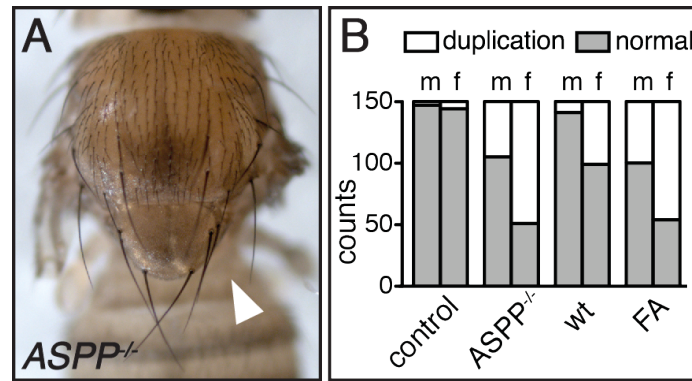 A
ASPP-/-
B
duplication normal
m f m f m f m f
150
100
50
0
counts
control
ASPP-/-
wt
FA